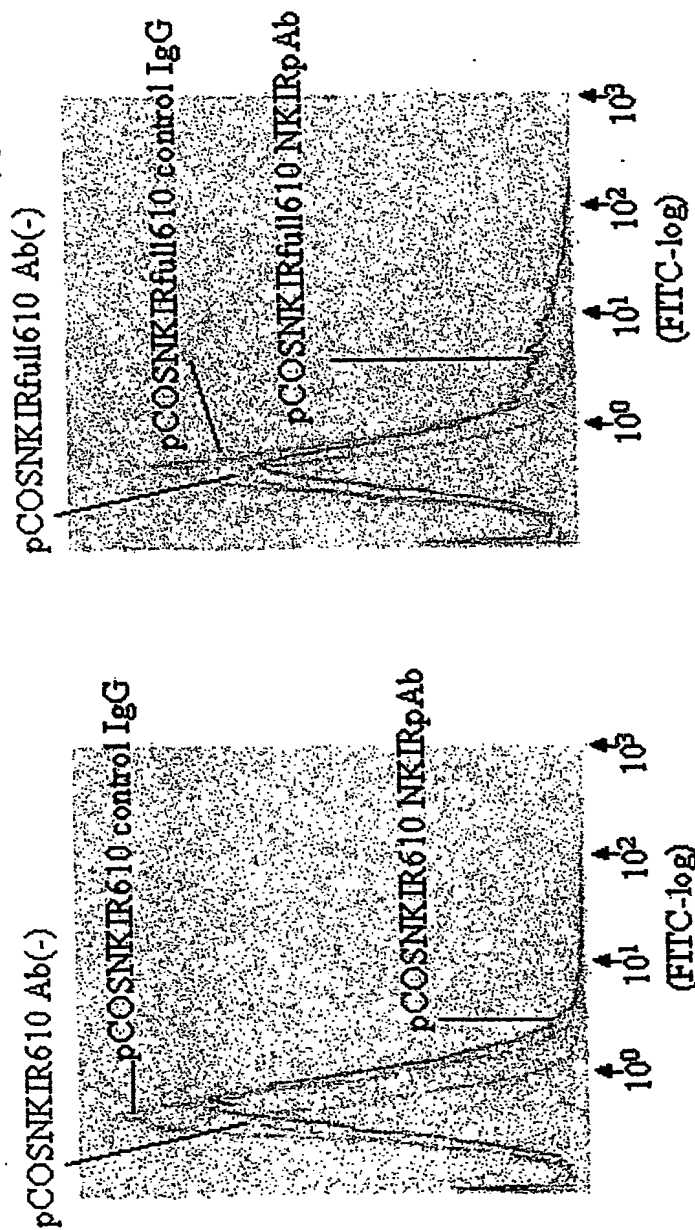 pCOSNKIR610 Ab(-)
pCOSNKIR610 control IgG
pCOSNKIR610 NKIRpAb
10⁰ 10¹ 10² 10³
(FITC-log)
pCOSNKIRfull610 Ab(-)
pCOSNKIRfull610 control IgG
pCOSNKIRfull610 NKIRpAb
10⁰ 10¹ 10² 10³
(FITC-log)